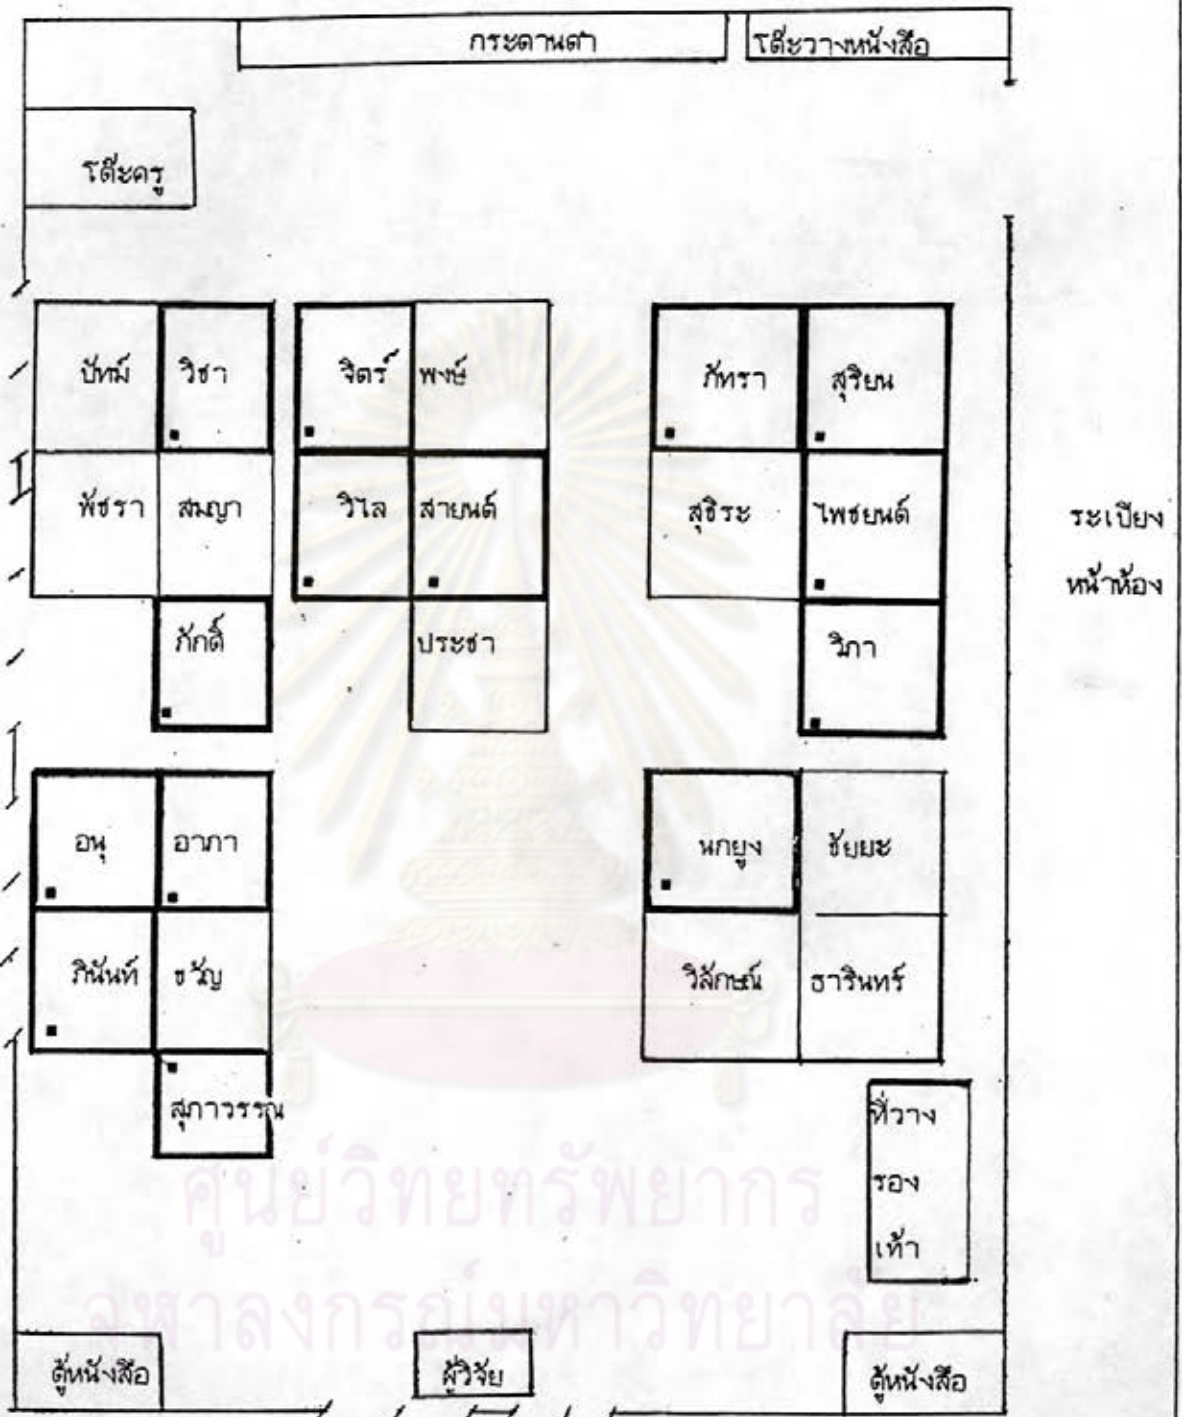 กระดานดำ
โต๊ะวางหนังสือ
โต๊ะครู
ปัทม์ วิชา จิตร์ พงษ์ ภัทรา สุริยน
พัชรา สมญา วิไล สายนต์ สุธิระ ไพชยนต์
ระเบียง
หน้าห้อง
ภักดิ์ ประชา วิภา
อนุ อาภา นกยูง ชัยยะ
ภินันท์ ขวัญ วิลักษณ์ ธารินทร์
สุภาวรรณ
ที่วาง
รอง
เท้า
ศูนย์วิทยทรัพยากร
จุฬาลงกรณ์มหาวิทยาลัย
ตู้หนังสือ ผู้วิจัย ตู้หนังสือ